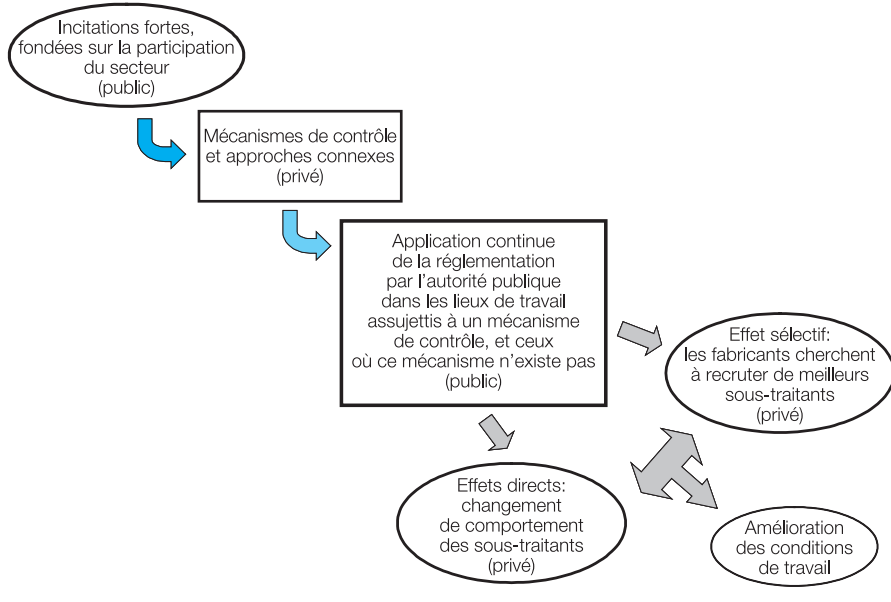 Incitations fortes,
fondées sur la participation
du secteur
(public)
Mécanismes de contrôle
et approches connexes
(privé)
Application continue
de la réglementation
par l'autorité publique
dans les lieux de travail
assujettis à un mécanisme
de contrôle, et ceux
où ce mécanisme n'existe pas
(public)
Effet sélectif:
les fabricants cherchent
à recruter de meilleurs
sous-traitants
(privé)
Effets directs:
changement
de comportement
des sous-traitants
(privé)
Amélioration
des conditions
de travail